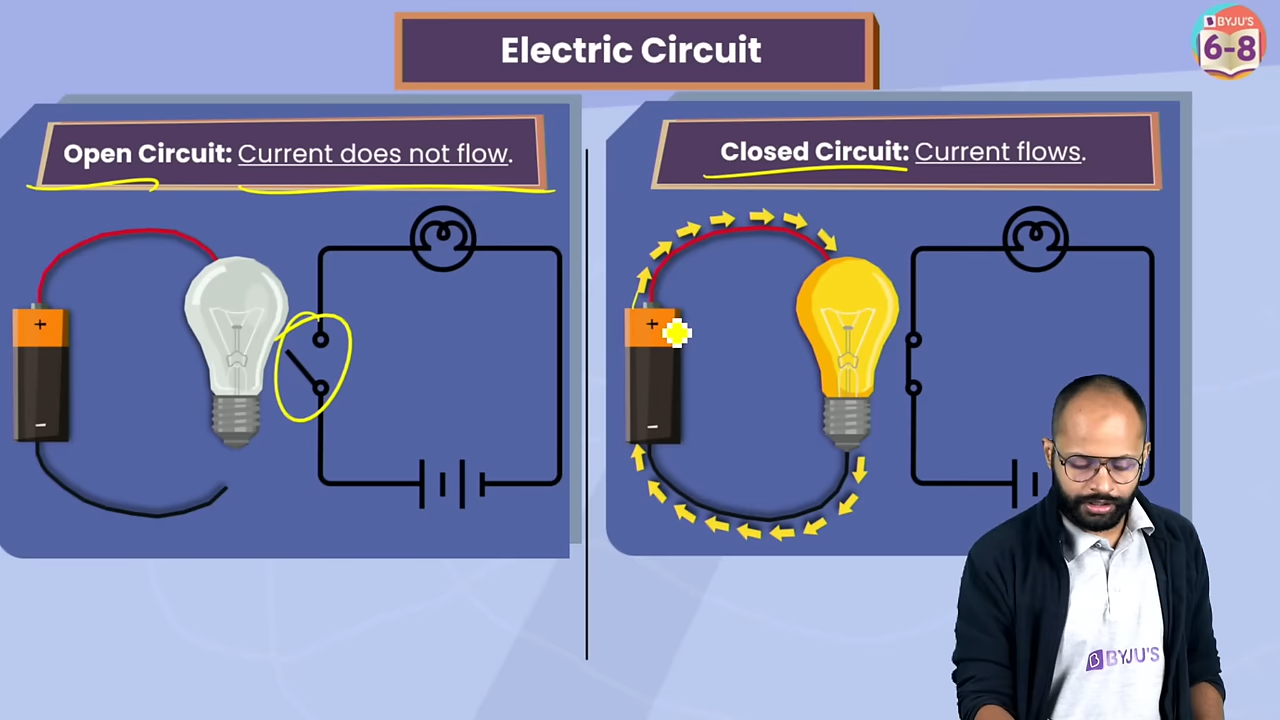 Electric Circuit
BYJU'S
6-8
Open Circuit: Current does not flow.
Closed Circuit: Current flows.
+
-
+
-
BYJU'S